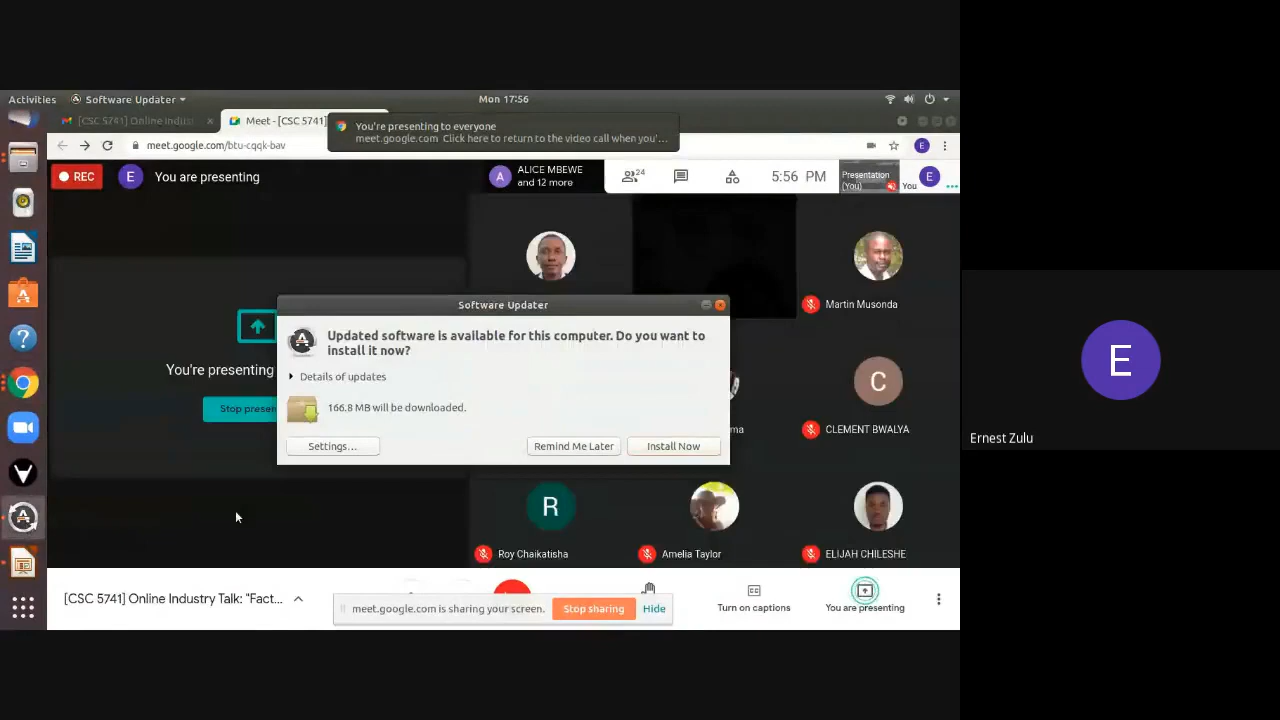 Activities
Software Updater
Mon 17:56
[CSC 5741] Online Indust
Meet - [CSC 5741]
You're presenting to everyone
meet.google.com Click here to return to the video call when you'...
meet.google.com/btu-cqqk-bav
E
REC
E
You are presenting
A
ALICE MBEWE
and 12 more
24
5:56 PM
Presentation
(You)
You
E
Martin Musonda
Software Updater
Updated software is available for this computer. Do you want to
install it now?
Details of updates
166.8 MB will be downloaded.
Settings...
Remind Me Later
Install Now
You're presenting
Stop presen
C
ma
CLEMENT BWALYA
R
Roy Chaikatisha
Amelia Taylor
ELIJAH CHILESHE
[CSC 5741] Online Industry Talk: "Fact...
meet.google.com is sharing your screen.
Stop sharing
Hide
Turn on captions
You are presenting
E
Ernest Zulu